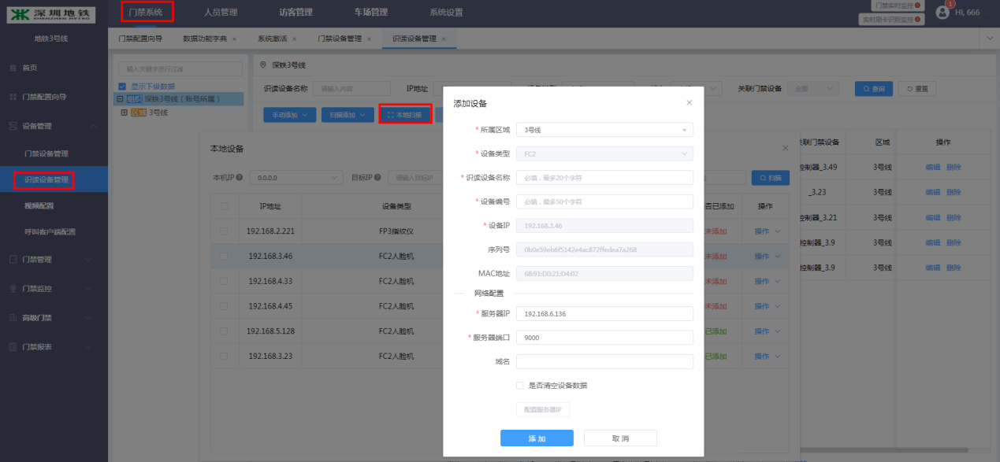 深圳地铁
SHENZHEN METRO
门禁系统
人员管理
访客管理
车场管理
系统设置
门禁实时监控
实时刷卡识别监控
1
Hi, 666
地铁3号线
门禁配置向导
数据功能字典 ×
系统激活 ×
门禁设备管理 ×
识读设备管理 ×
首页
门禁配置向导
设备管理
门禁设备管理
识读设备管理
视频配置
呼叫客户端配置
门禁管理
门禁监控
高级门禁
门禁报表
输入关键字进行过滤
显示下级数据
组织 深铁3号线（账号所属）
区域 3号线
深铁3号线
识读设备名称 请输入内容
IP地址
关联门禁设备 全部
查询
重置
手动添加
扫描添加
本地扫描
本地设备
本机IP 0.0.0.0
目标IP 请输入目标IP
扫描
IP地址 设备类型
否已添加 操作
192.168.2.221 FP3指纹仪 未添加 操作
192.168.3.46 FC2人脸机 未添加 操作
192.168.4.33 FC2人脸机 未添加 操作
192.168.4.45 FC2人脸机 未添加 操作
192.168.5.128 FC2人脸机 已添加 操作
192.168.3.23 FC2人脸机 已添加 操作
联门禁设备 区域 操作
控制器_3.49 3号线 编辑 删除
_3.23 3号线 编辑 删除
控制器_3.21 3号线 编辑 删除
控制器_3.9 3号线 编辑 删除
控制器_3.9 3号线 编辑 删除
添加设备
* 所属区域 3号线
* 设备类型 FC2
* 识读设备名称 必填，最多20个字符
* 设备编号 必填，最多50个字符
* 设备IP 192.168.3.46
序列号 0b0e59eb6f5142e4ac872ffedea7a268
MAC地址 68:91:D0:21:D4:02
网络配置
* 服务器IP 192.168.6.136
* 服务器端口 9000
域名
是否清空设备数据
配置服务器IP
添 加
取 消